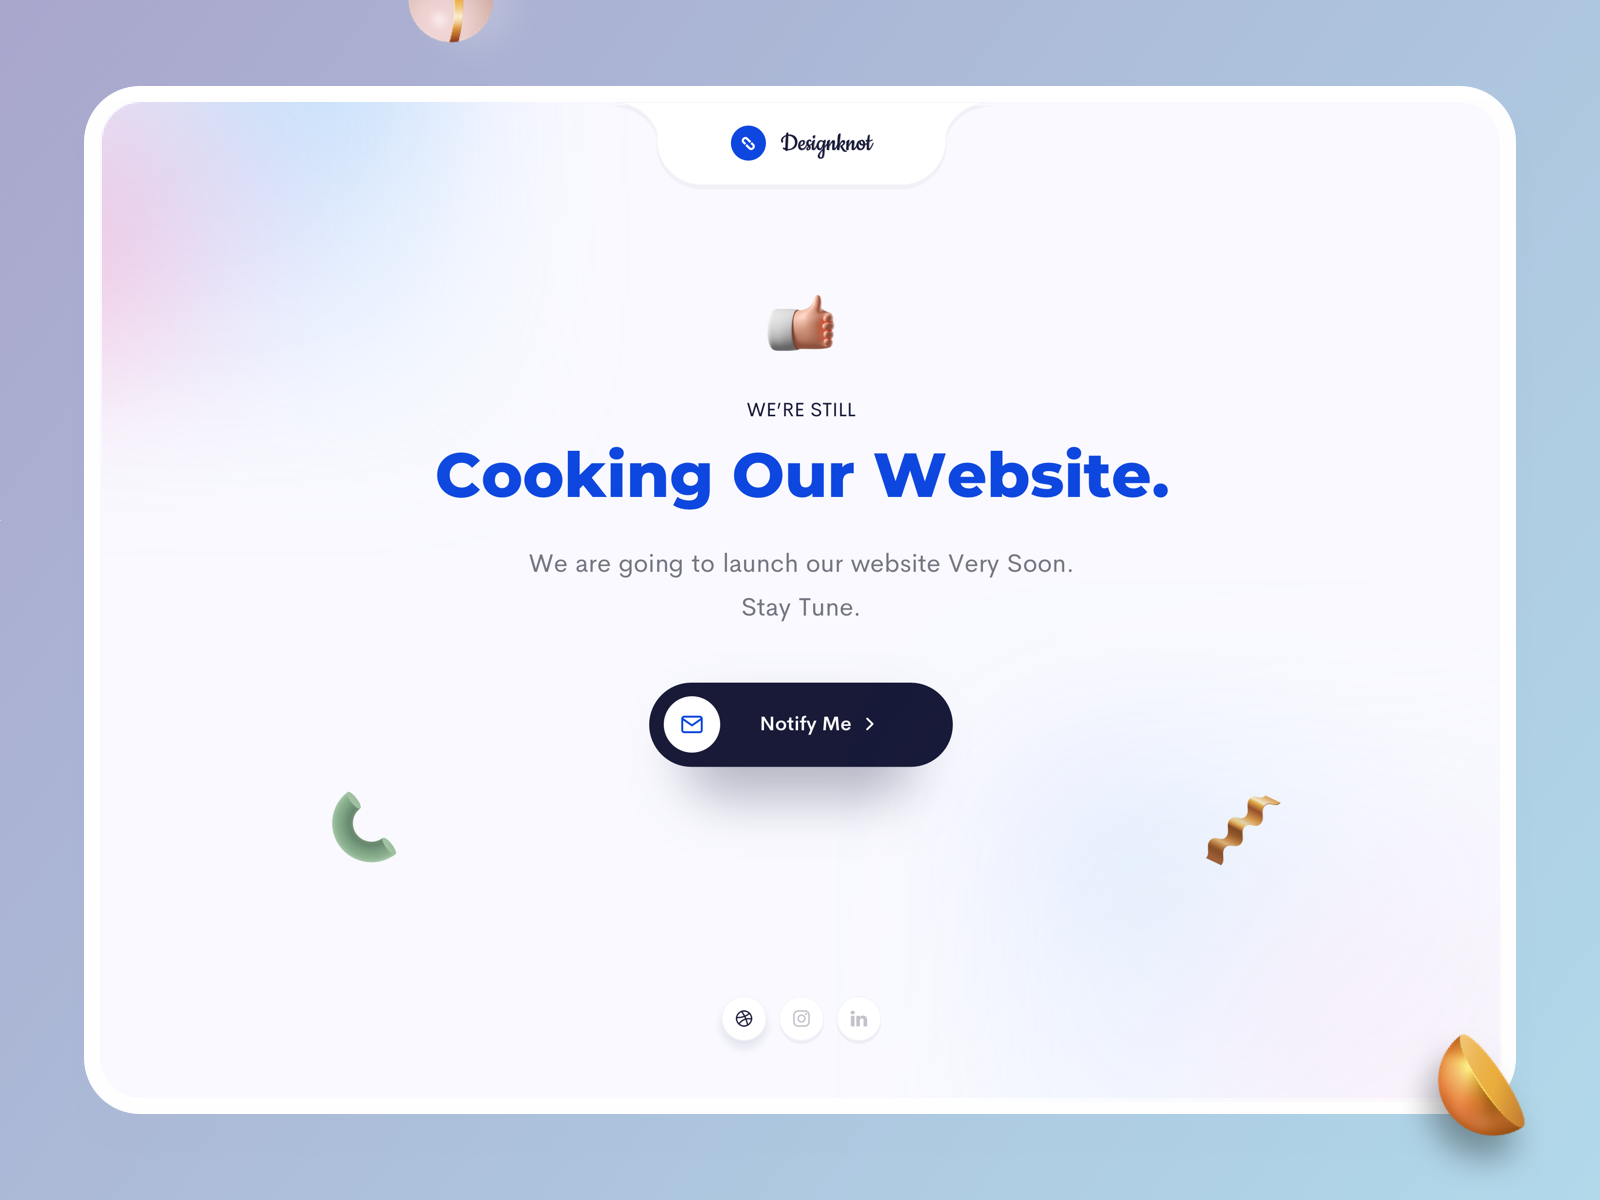 Designknot
WE’RE STILL
Cooking Our Website.
We are going to launch our website Very Soon.
Stay Tune.
Notify Me
in